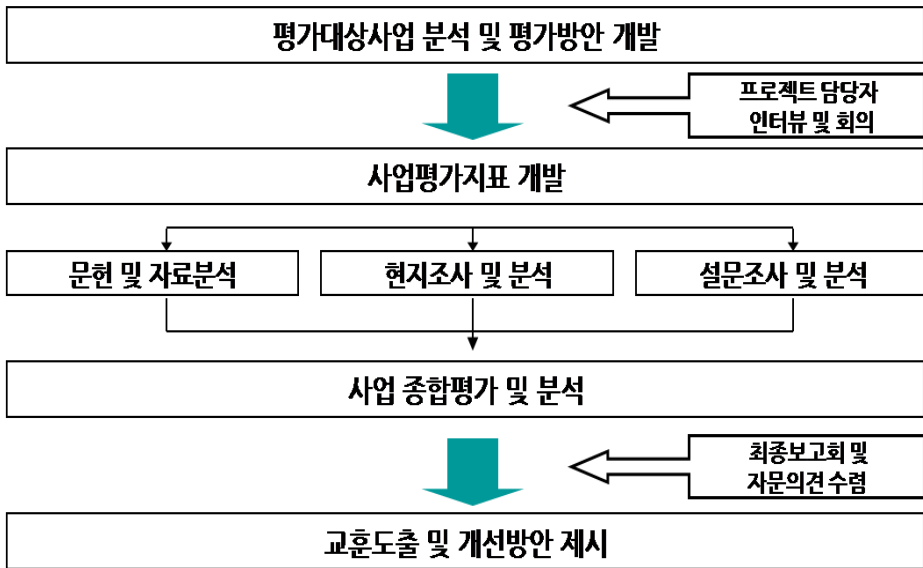 평가대상사업 분석 및 평가방안 개발
프로젝트 담당자
인터뷰 및 회의
사업평가지표 개발
문헌 및 자료분석
현지조사 및 분석
설문조사 및 분석
사업 종합평가 및 분석
최종보고회 및
자문의견 수렴
교훈도출 및 개선방안 제시